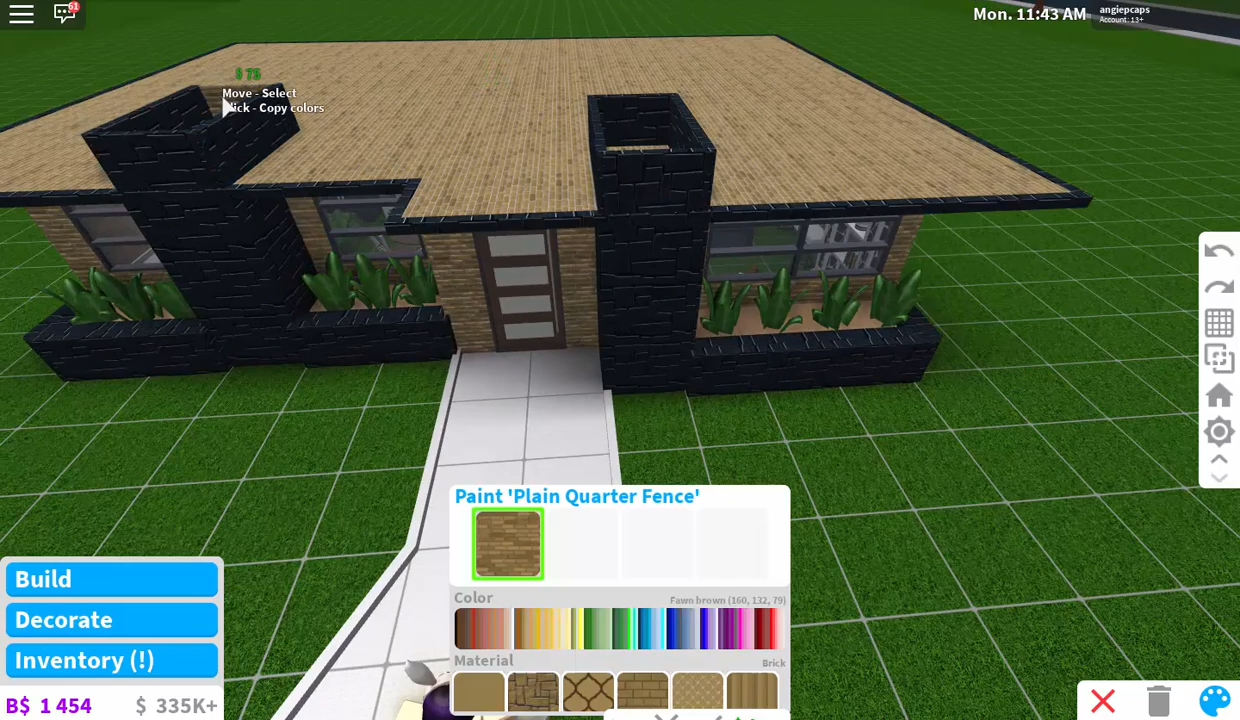 61
Mon. 11:43 AM
angiepcaps
Account: 13+
$ 75
Move - Select
Click - Copy colors
Paint 'Plain Quarter Fence'
Color
Fawn brown (160, 132, 79)
Material
Brick
Build
Decorate
Inventory (!)
B$ 1 454
$ 335K+